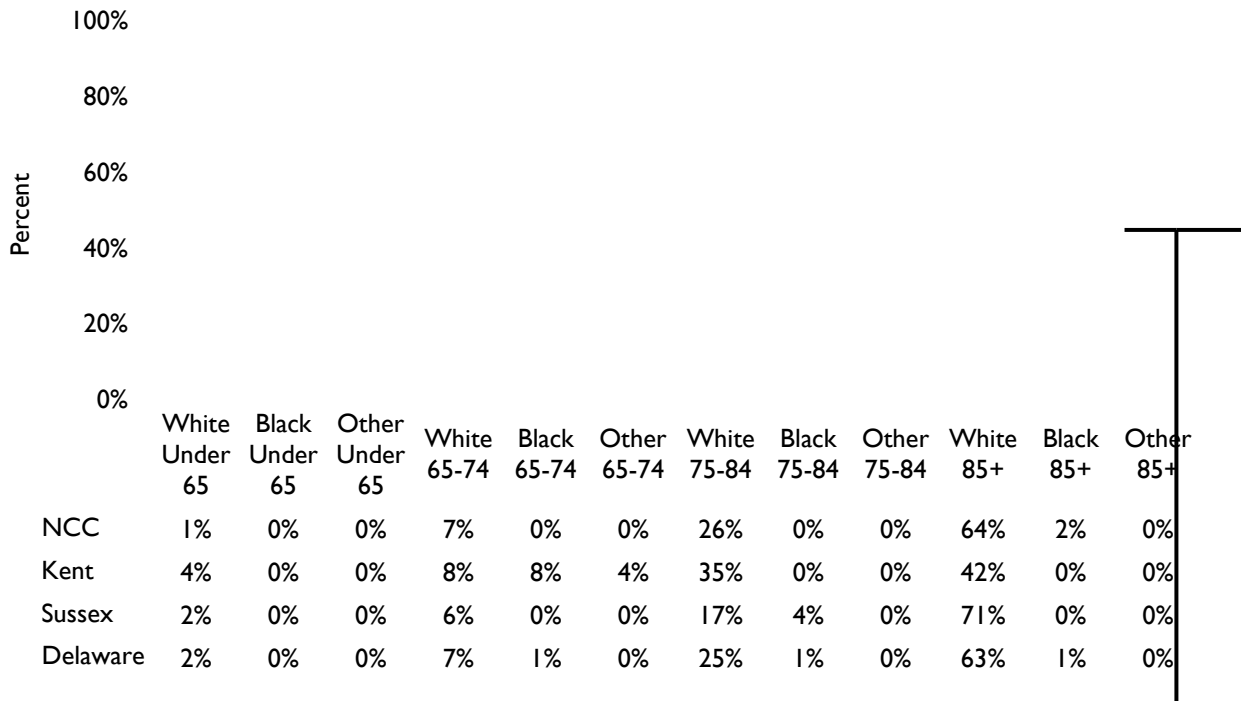 100%
80%
60%
40%
20%
0%
Percent
White Under 65 Black Under 65 Other Under 65 White 65-74 Black 65-74 Other 65-74 White 75-84 Black 75-84 Other 75-84 White 85+ Black 85+ Other 85+
NCC 1% 0% 0% 7% 0% 0% 26% 0% 0% 64% 2% 0%
Kent 4% 0% 0% 8% 8% 4% 35% 0% 0% 42% 0% 0%
Sussex 2% 0% 0% 6% 0% 0% 17% 4% 0% 71% 0% 0%
Delaware 2% 0% 0% 7% 1% 0% 25% 1% 0% 63% 1% 0%